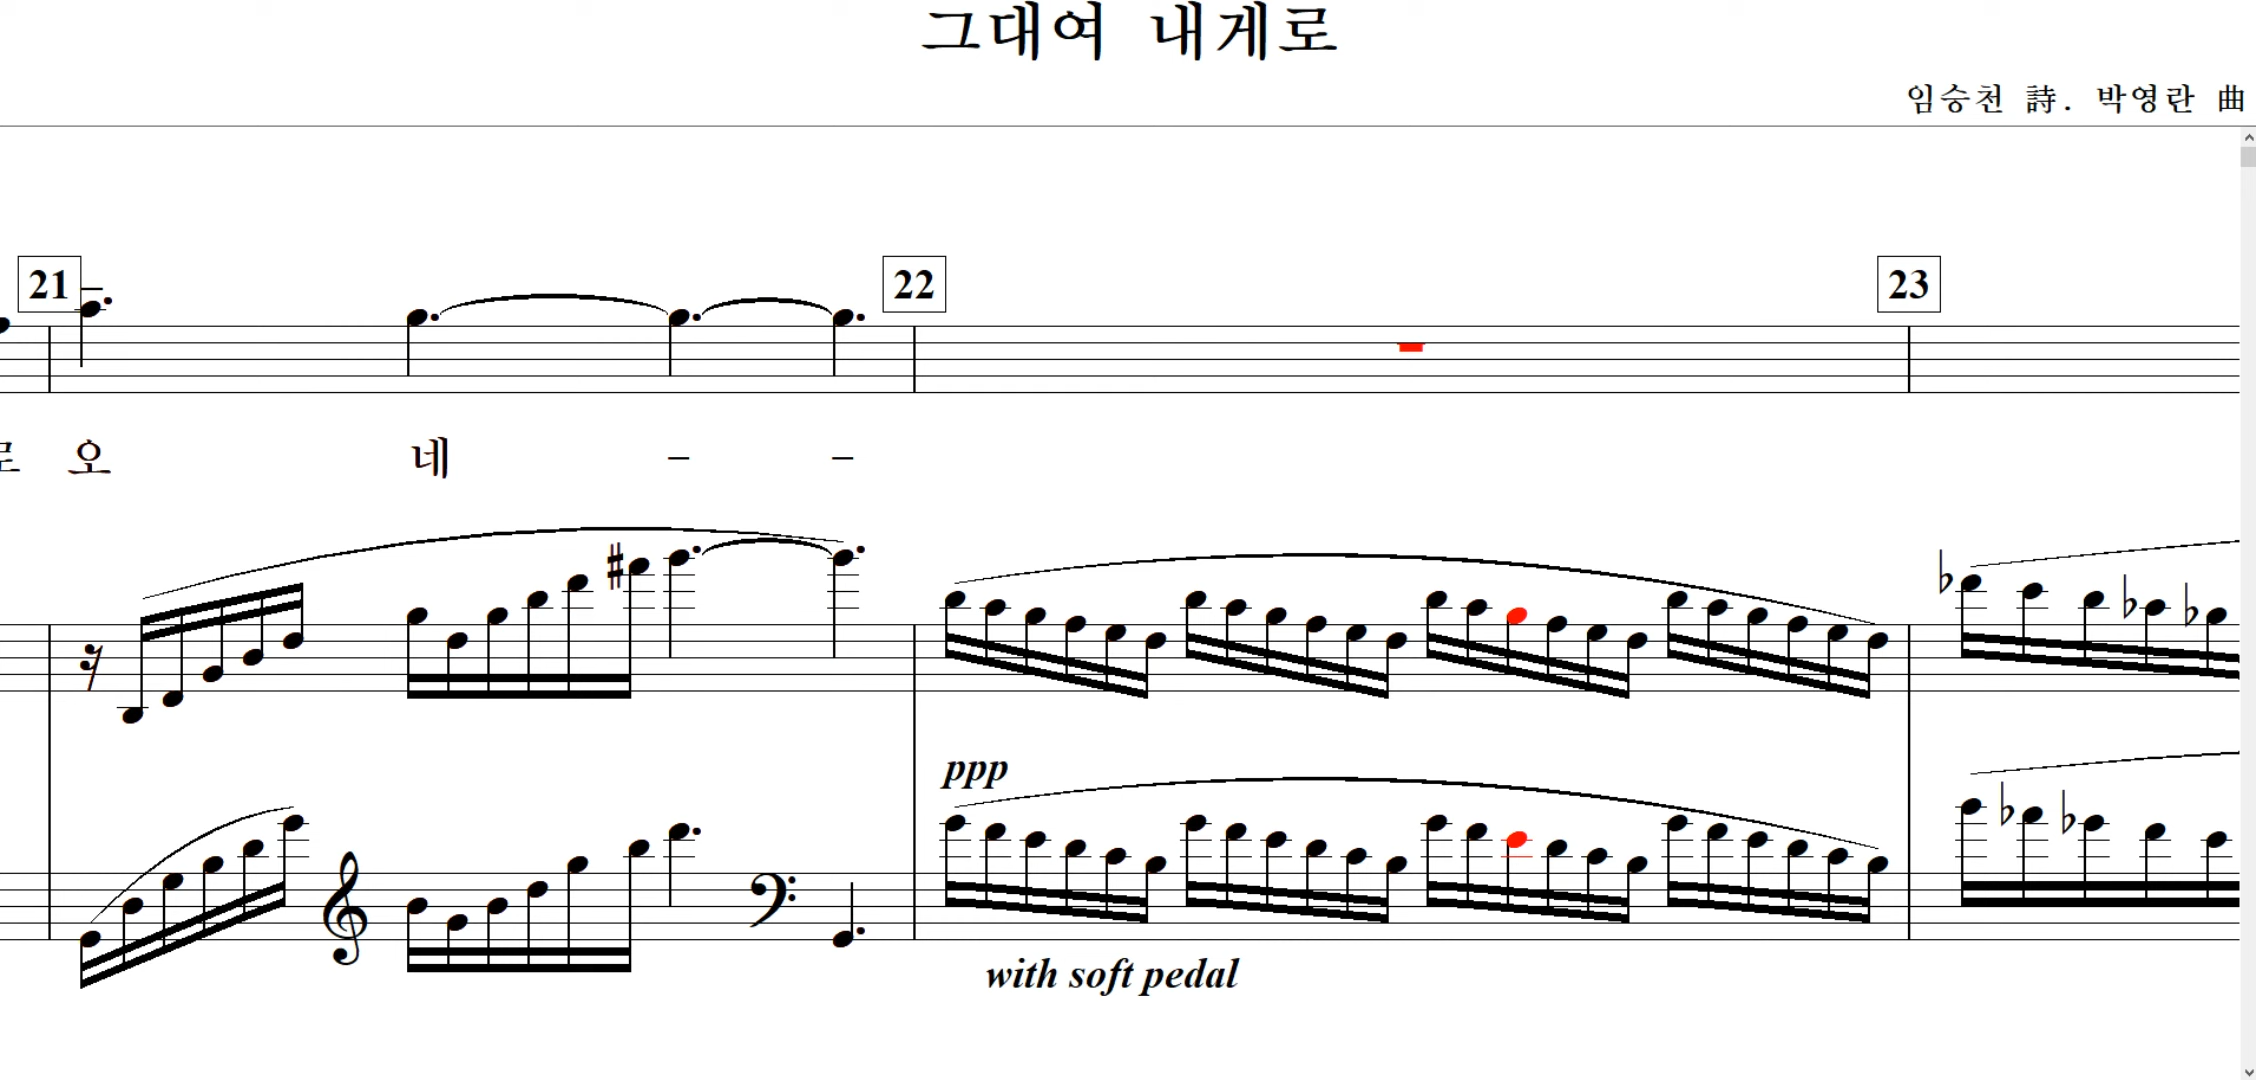 그대여 내게로
임승천 詩. 박영란 曲
21 22 23
로 오 네 - -
ppp
with soft pedal